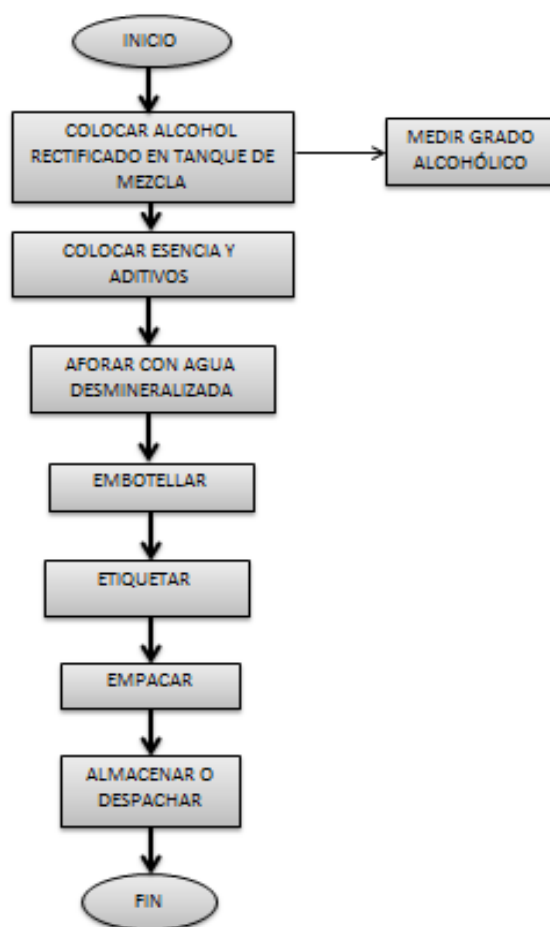 INICIO
COLOCAR ALCOHOL
RECTIFICADO EN TANQUE DE
MEZCLA
MEDIR GRADO
ALCOHÓLICO
COLOCAR ESENCIA Y
ADITIVOS
AFORAR CON AGUA
DESMINERALIZADA
EMBOTELLAR
ETIQUETAR
EMPACAR
ALMACENAR O
DESPACHAR
FIN